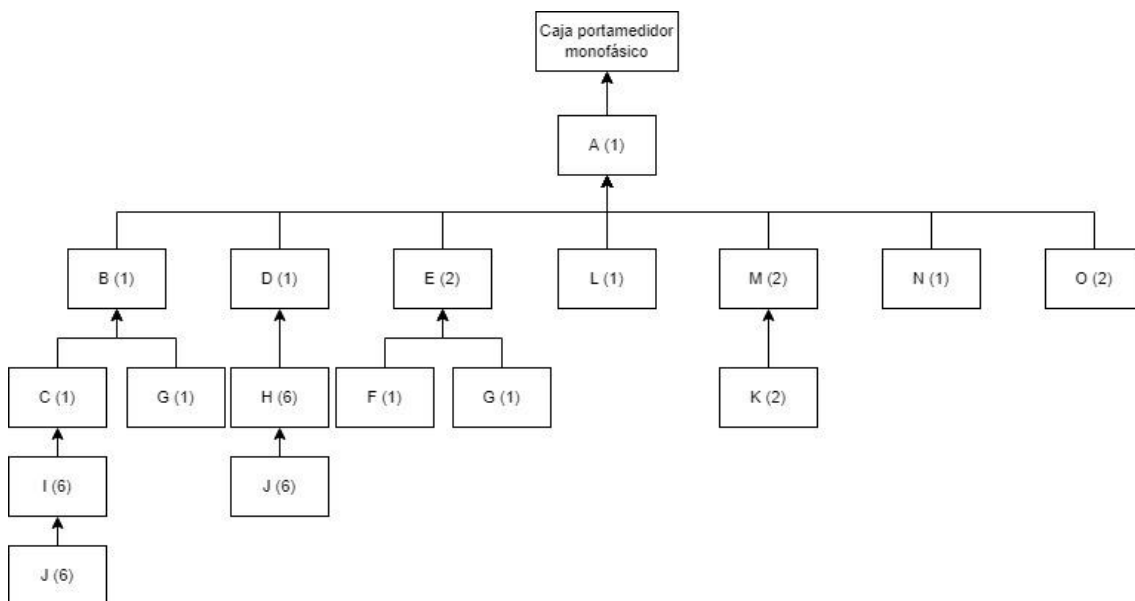 Caja portamedidor
monofásico
A (1)
B (1)
D (1)
E (2)
L (1)
M (2)
N (1)
O (2)
C (1)
G (1)
H (6)
F (1)
G (1)
K (2)
I (6)
J (6)
J (6)